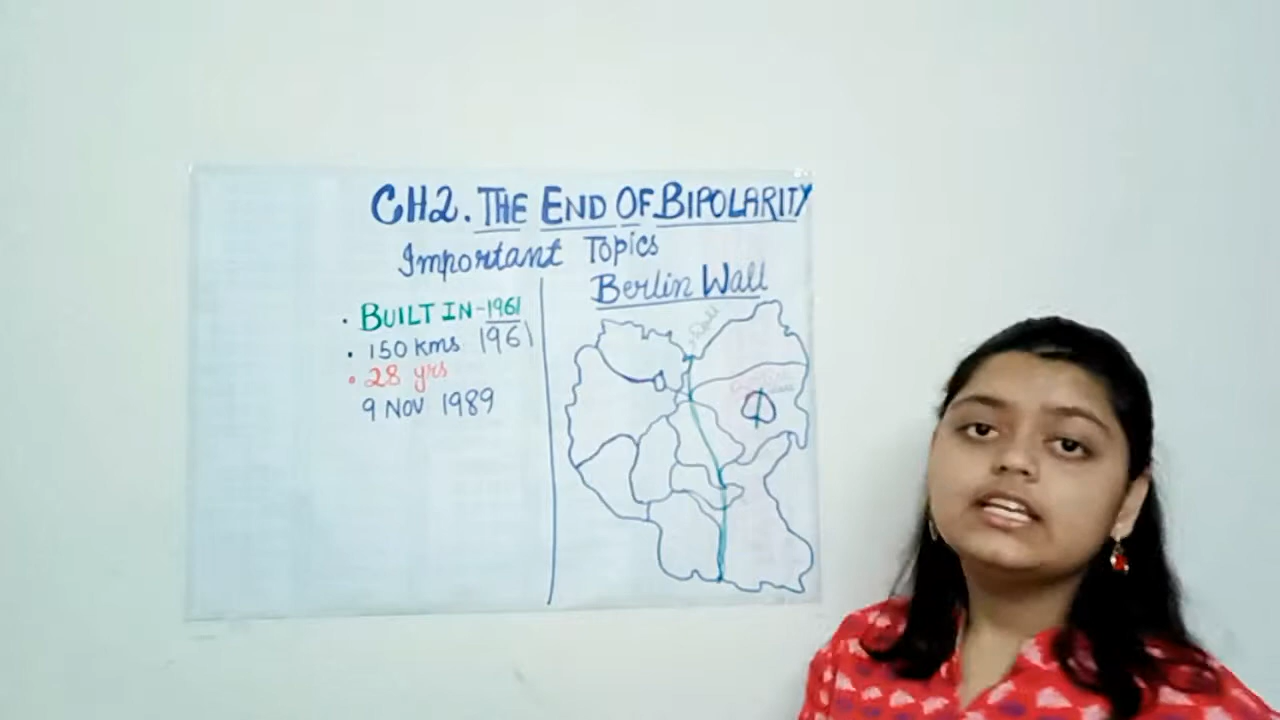 CH2. THE END OF BIPOLARITY
Important Topics
Berlin Wall
• BUILT IN - 1961
• 150 kms 1961
• 28 yrs
9 NOV 1989